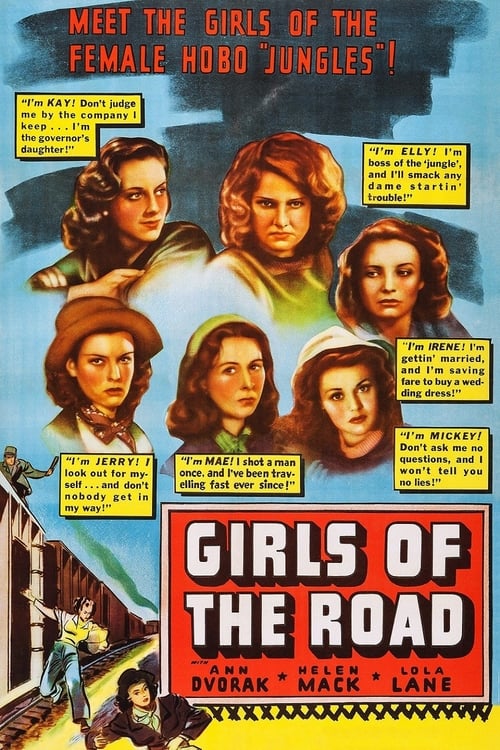 MEET THE GIRLS OF THE
FEMALE HOBO "JUNGLES"!
"I'm KAY! Don't judge
me by the company I
keep . . . I'm
the governor's
daughter!"
"I'm ELLY! I'm
boss of the 'jungle',
and I'll smack any
dame startin'
trouble!"
"I'm IRENE! I'm
gettin' married,
and I'm saving
fare to buy a wed-
ding dress!"
"I'm JERRY! I
look out for my-
self . . . and don't
nobody get in
my way!"
"I'm MAE! I shot a man
once, and I've been trav-
elling fast ever since!"
"I'm MICKEY!
Don't ask me no
questions, and I
won't tell you
no lies!"
GIRLS OF
THE ROAD
WITH
ANN
DVORAK
★
HELEN
MACK
★
LOLA
LANE